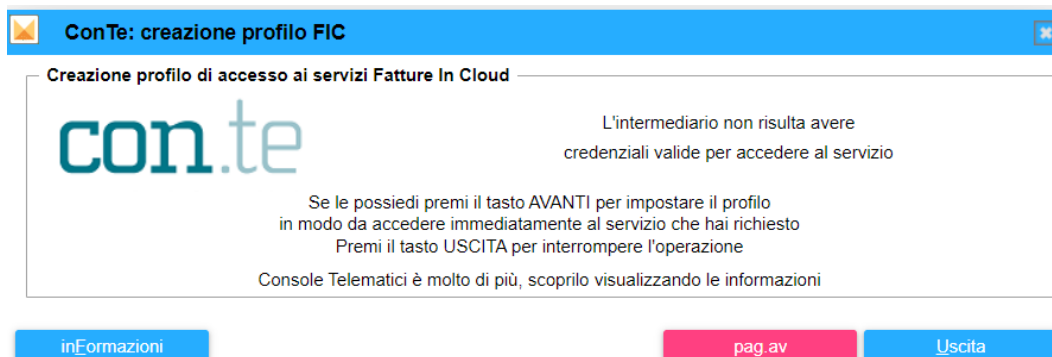 ConTe: creazione profilo FIC
Creazione profilo di accesso ai servizi Fatture In Cloud
con.te
L'intermediario non risulta avere
credenziali valide per accedere al servizio
Se le possiedi premi il tasto AVANTI per impostare il profilo
in modo da accedere immediatamente al servizio che hai richiesto
Premi il tasto USCITA per interrompere l'operazione
Console Telematici è molto di più, scoprilo visualizzando le informazioni
inFormazioni
pag.av
Uscita